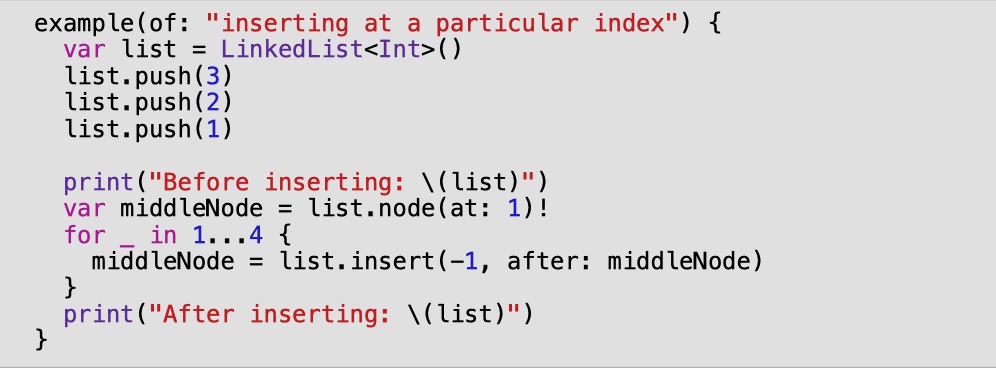 example(of: "inserting at a particular index") {
  var list = LinkedList<Int>()
  list.push(3)
  list.push(2)
  list.push(1)

  print("Before inserting: \(list)")
  var middleNode = list.node(at: 1)!
  for _ in 1...4 {
    middleNode = list.insert(-1, after: middleNode)
  }
  print("After inserting: \(list)")
}